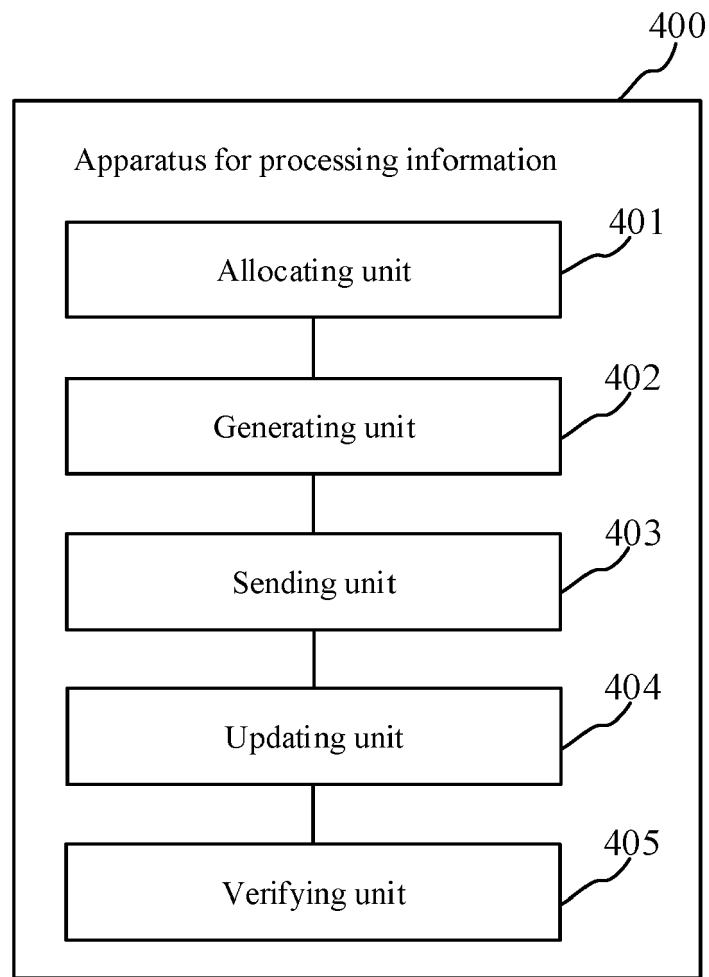 400
Apparatus for processing information
401
Allocating unit
402
Generating unit
403
Sending unit
404
Updating unit
405
Verifying unit